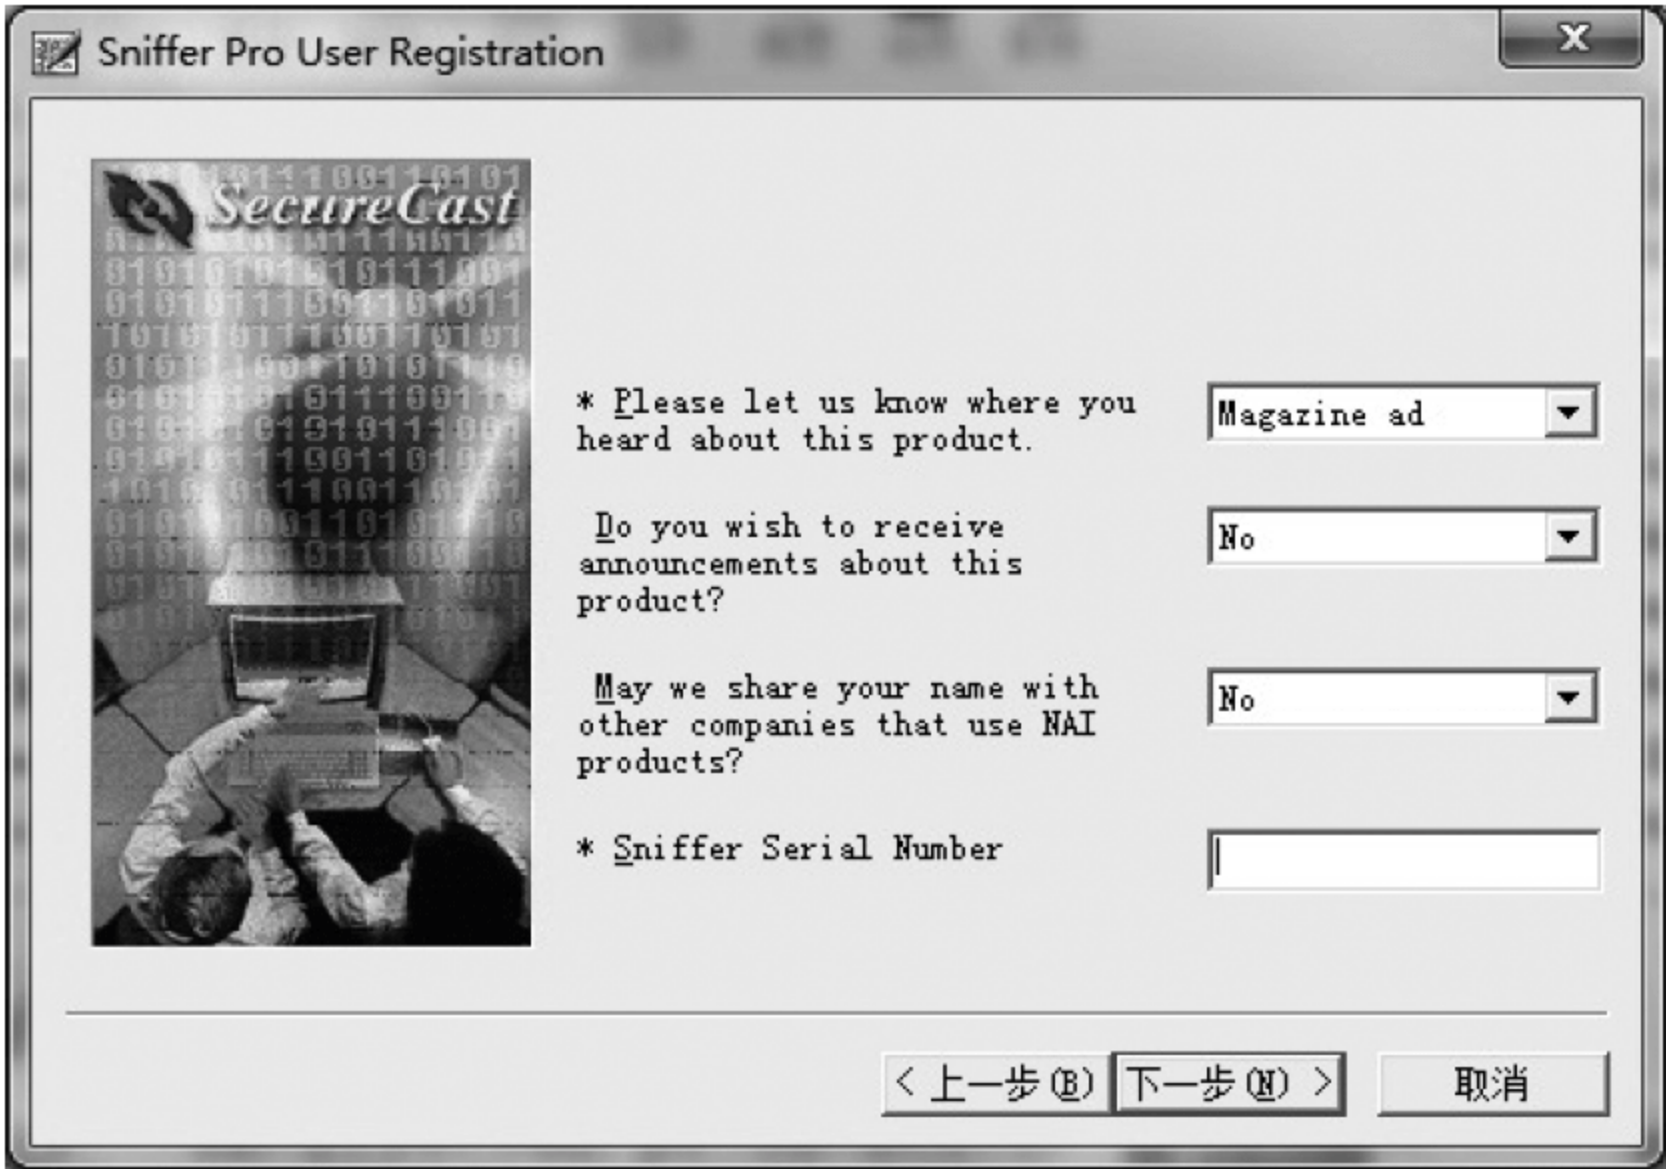 Sniffer Pro User Registration
SecureCast
* Please let us know where you
heard about this product.
Magazine ad
Do you wish to receive
announcements about this
product?
No
May we share your name with
other companies that use NAI
products?
No
* Sniffer Serial Number
< 上一步(B)
下一步(N) >
取消